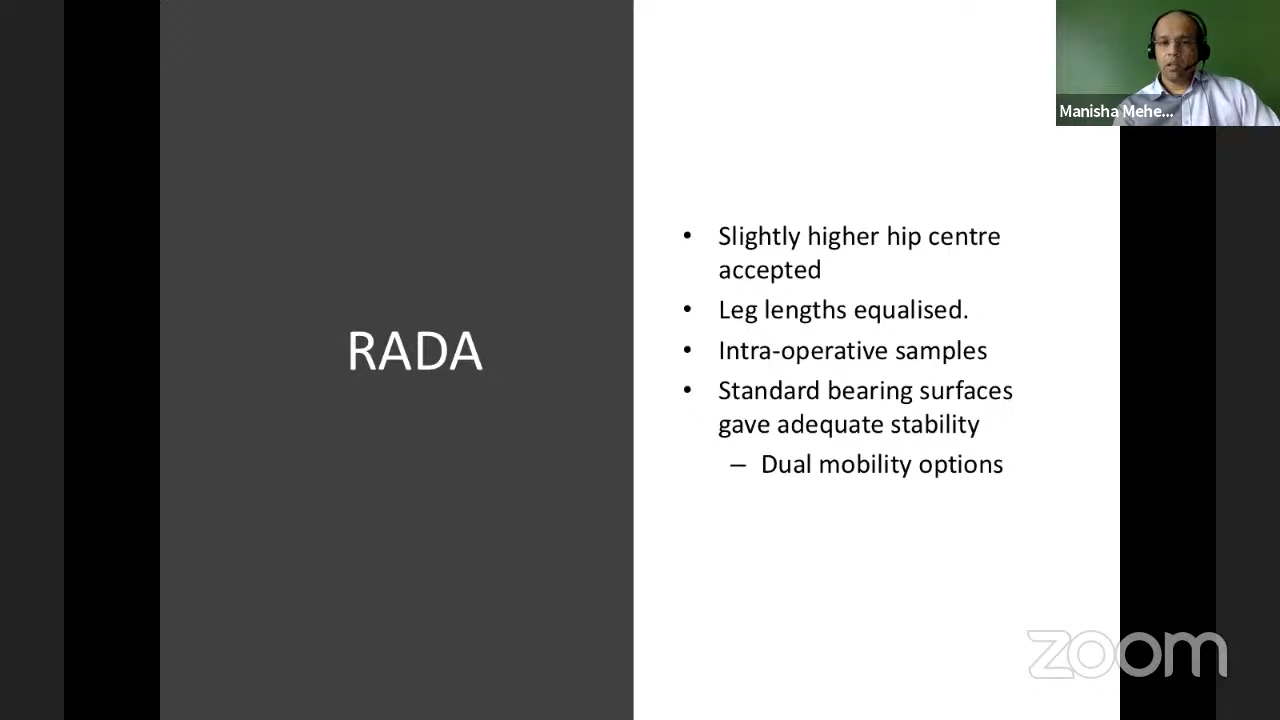 Manisha Mehe...
RADA
• Slightly higher hip centre
accepted
• Leg lengths equalised.
• Intra-operative samples
• Standard bearing surfaces
gave adequate stability
– Dual mobility options
zoom